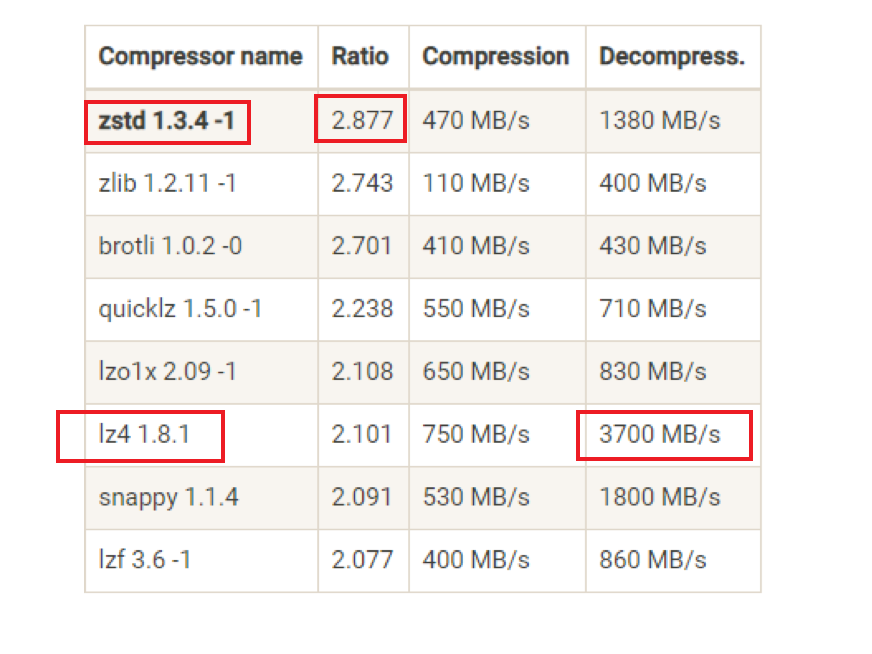 Compressor name Ratio Compression Decompress.
zstd 1.3.4 -1 2.877 470 MB/s 1380 MB/s
zlib 1.2.11 -1 2.743 110 MB/s 400 MB/s
brotli 1.0.2 -0 2.701 410 MB/s 430 MB/s
quicklz 1.5.0 -1 2.238 550 MB/s 710 MB/s
lzo1x 2.09 -1 2.108 650 MB/s 830 MB/s
lz4 1.8.1 2.101 750 MB/s 3700 MB/s
snappy 1.1.4 2.091 530 MB/s 1800 MB/s
lzf 3.6 -1 2.077 400 MB/s 860 MB/s